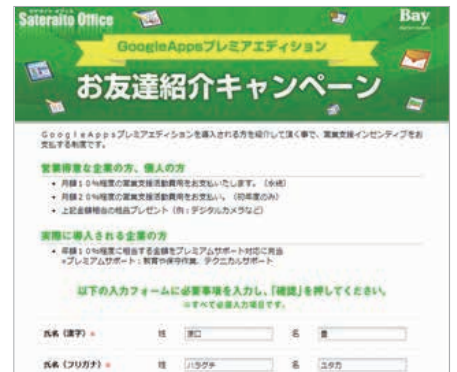 Sateraito Office
Bay
GoogleAppsプレミアエディション
お友達紹介キャンペーン
GoogleAppsプレミアエディションを導入される方を紹介して頂く事で、営業支援インセンティブをお
支払する制度です。
営業得意な企業の方、個人の方
・月額10%程度の営業支援活動費用をお支払いたします。（永続）
・月額20%程度の営業支援活動費用をお支払い。（初年度のみ）
・上記金額相当の粗品プレゼント（例：デジタルカメラなど）
実際に導入される企業の方
・年額10%程度に相当する金額をプレミアムサポート対応に充当
*プレミアムサポート：教育や保守作業、テクニカルサポート
以下の入力フォームに必要事項を入力し、「確認」を押してください。
※すべて必須入力項目です。
氏名（漢字）* 姓 原口 名 豊
氏名（フリガナ）* 姓 ハラグチ 名 ユタカ